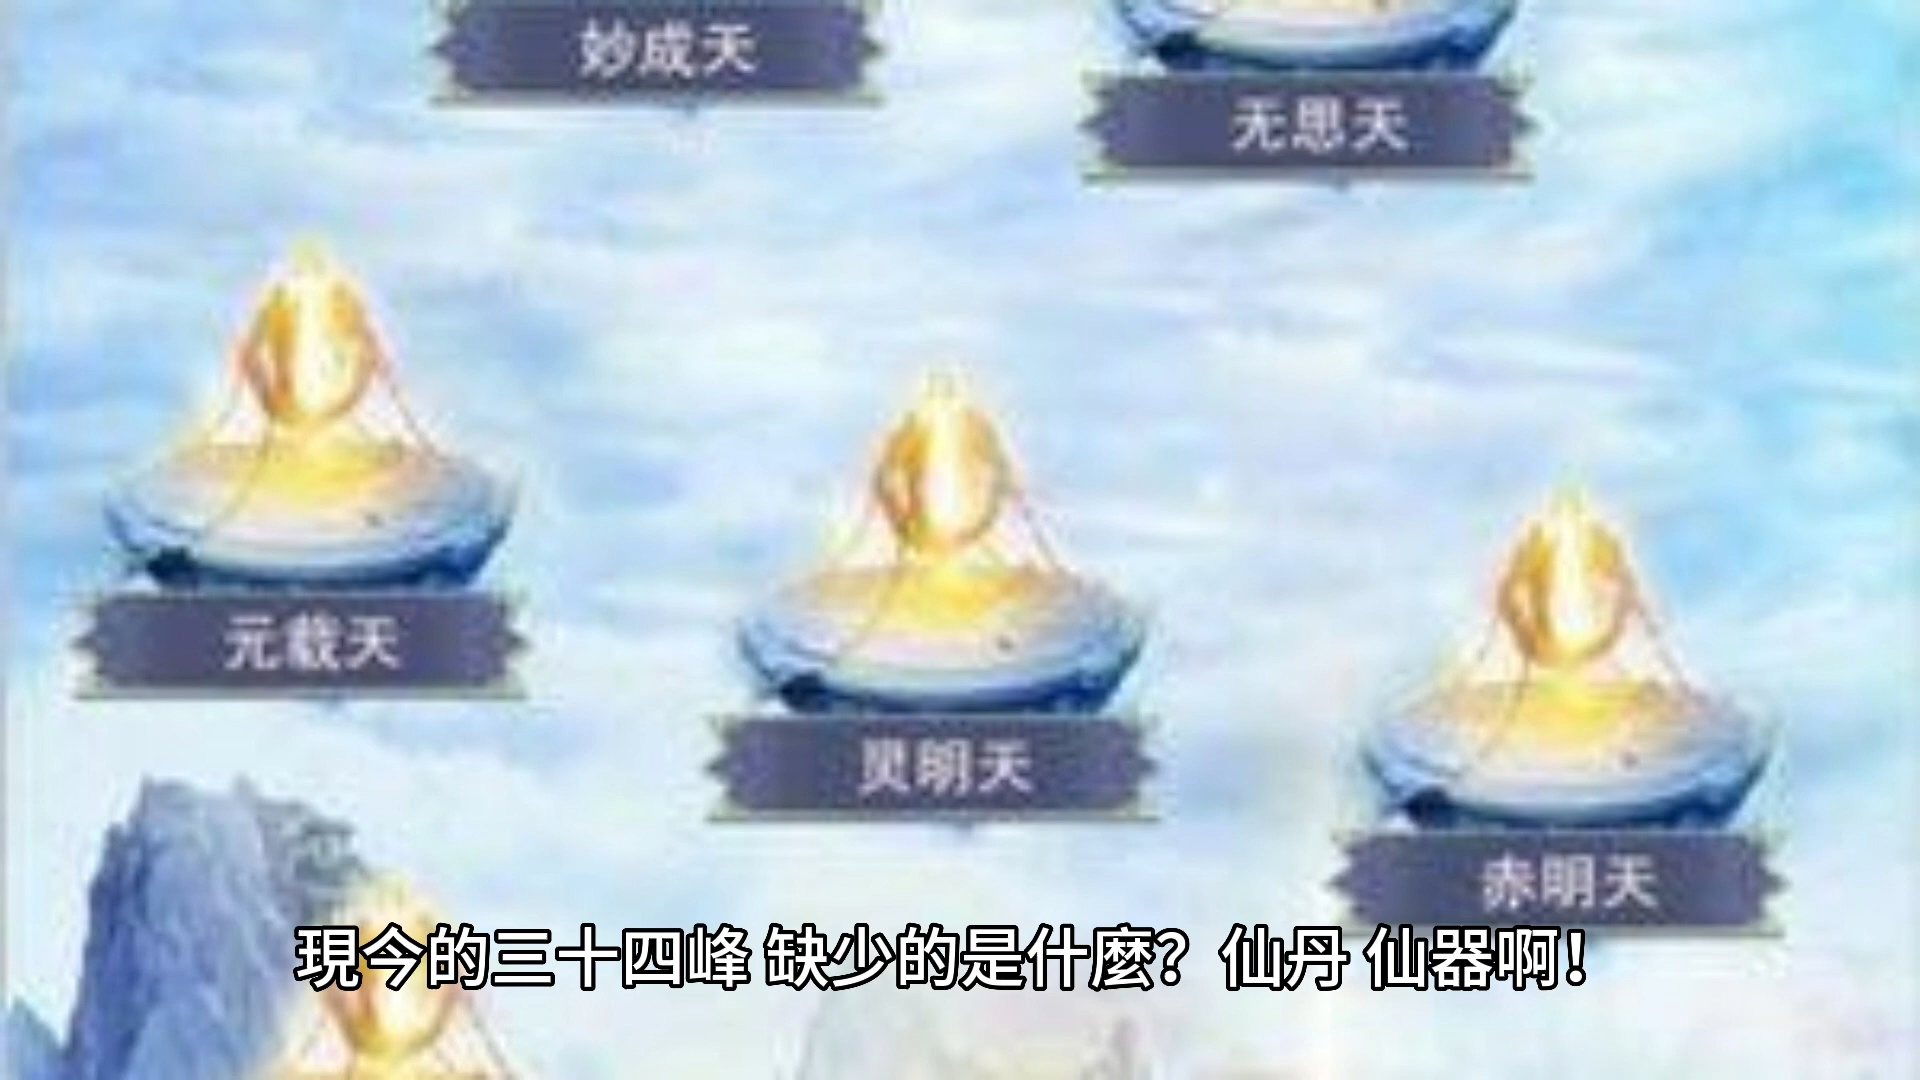 妙成天
无思天
元载天
灵明天
赤明天
現今的三十四峰 缺少的是什麼？仙丹 仙器啊！